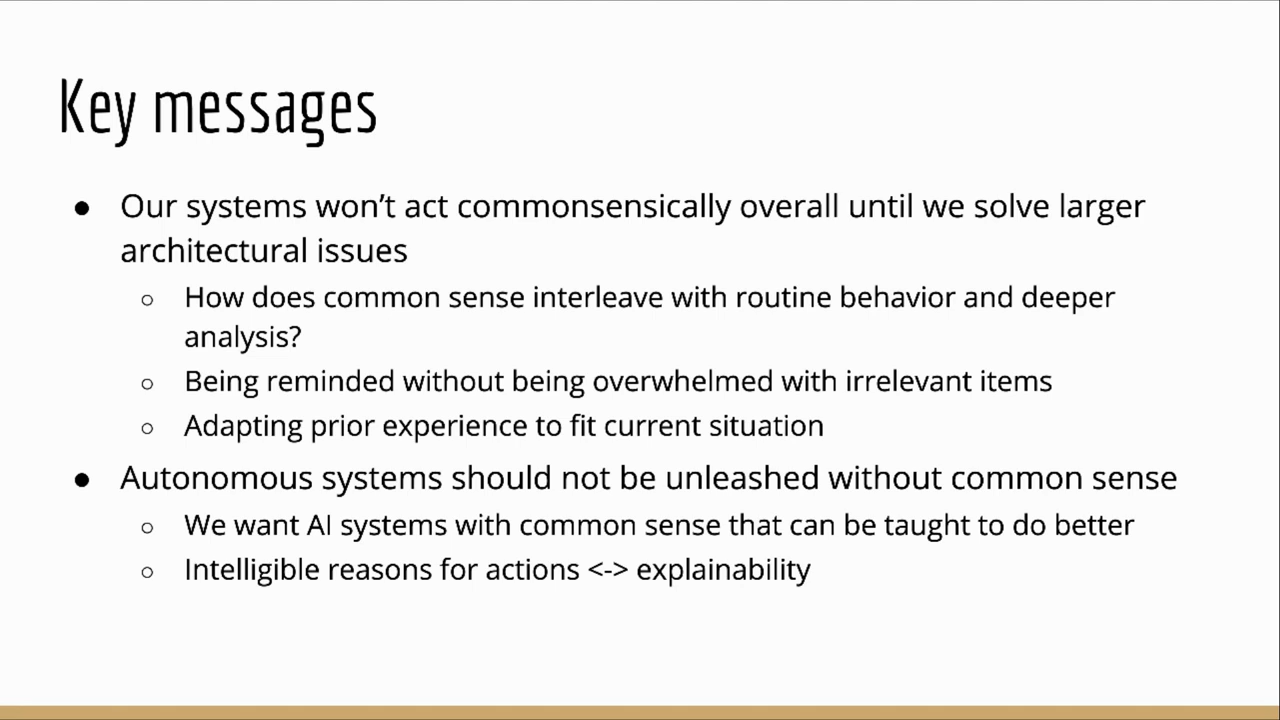 Key messages
● Our systems won’t act commonsensically overall until we solve larger
architectural issues
○ How does common sense interleave with routine behavior and deeper
analysis?
○ Being reminded without being overwhelmed with irrelevant items
○ Adapting prior experience to fit current situation
● Autonomous systems should not be unleashed without common sense
○ We want AI systems with common sense that can be taught to do better
○ Intelligible reasons for actions <-> explainability